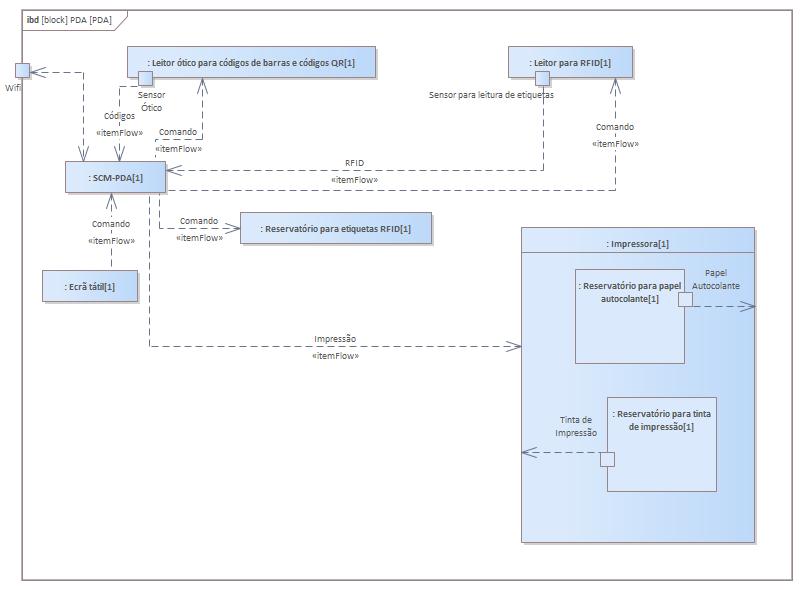 ibd [block] PDA [PDA]
: Leitor ótico para códigos de barras e códigos QR[1]
: Leitor para RFID[1]
Wifi
Sensor
Ótico
Sensor para leitura de etiquetas
Códigos
«itemFlow»
Comando
«itemFlow»
Comando
«itemFlow»
RFID
«itemFlow»
: SCM-PDA[1]
Comando
«itemFlow»
Comando
«itemFlow»
: Reservatório para etiquetas RFID[1]
: Ecrã tátil[1]
: Impressora[1]
: Reservatório para papel
autocolante[1]
Papel
Autocolante
Impressão
«itemFlow»
Tinta de
Impressão
: Reservatório para tinta
de impressão[1]